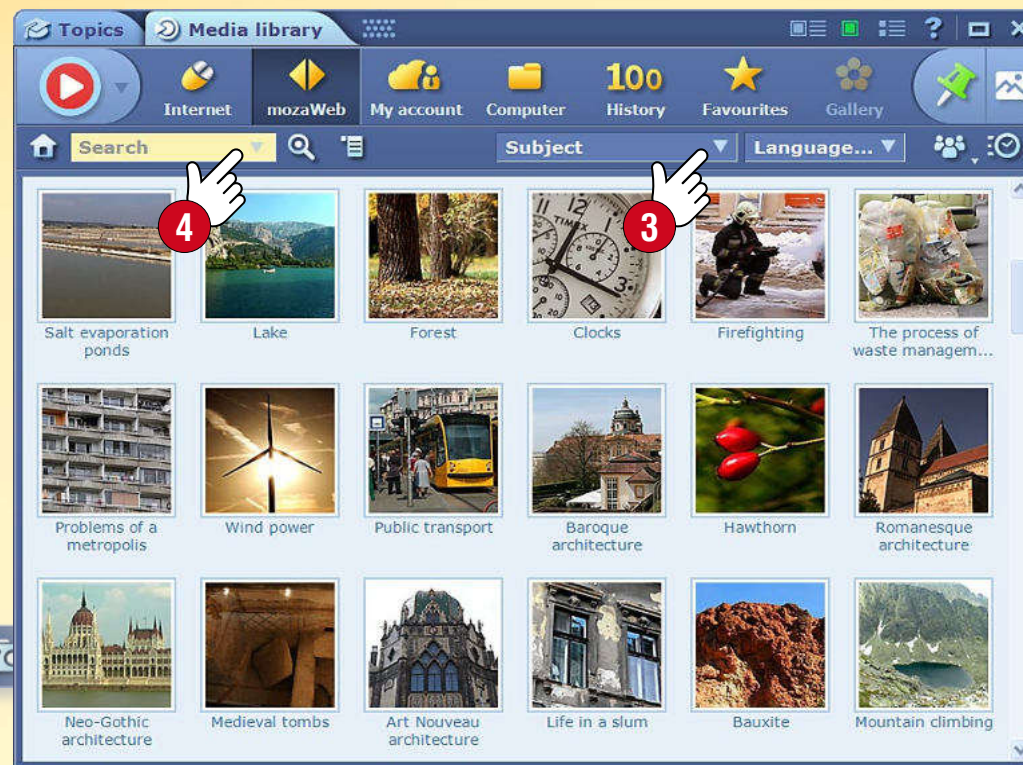 Topics Media library
Internet mozaWeb My account Computer 100 History Favourites Gallery
Search Subject Language...
4 3
12
TIMEX
3
Salt evaporation
ponds
Lake
Forest
Clocks
Firefighting
The process of
waste managem...
Problems of a
metropolis
Wind power
Public transport
Baroque
architecture
Hawthorn
Romanesque
architecture
Neo-Gothic
architecture
Medieval tombs
Art Nouveau
architecture
Life in a slum
Bauxite
Mountain climbing